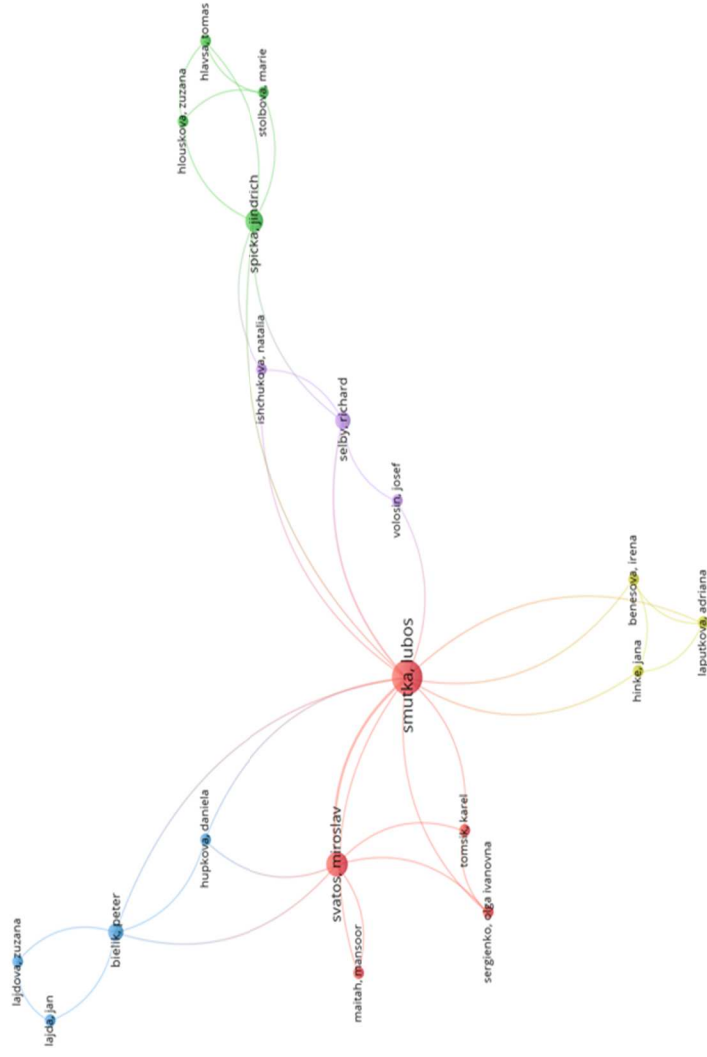 hlavsa, tomas
stolbova, marie
hlouskova, zuzana
spicka, jindrich
ishchukova, natalia
selby, richard
volosin, josef
benesova, irena
laputkova, adriana
hinke, jana
smutka, lubos
hupkova, daniela
tomsik, karel
svatos, miroslav
sergienko, olga ivanovna
bielik, peter
maitah, mansoor
lajdova, zuzana
lajda, jan